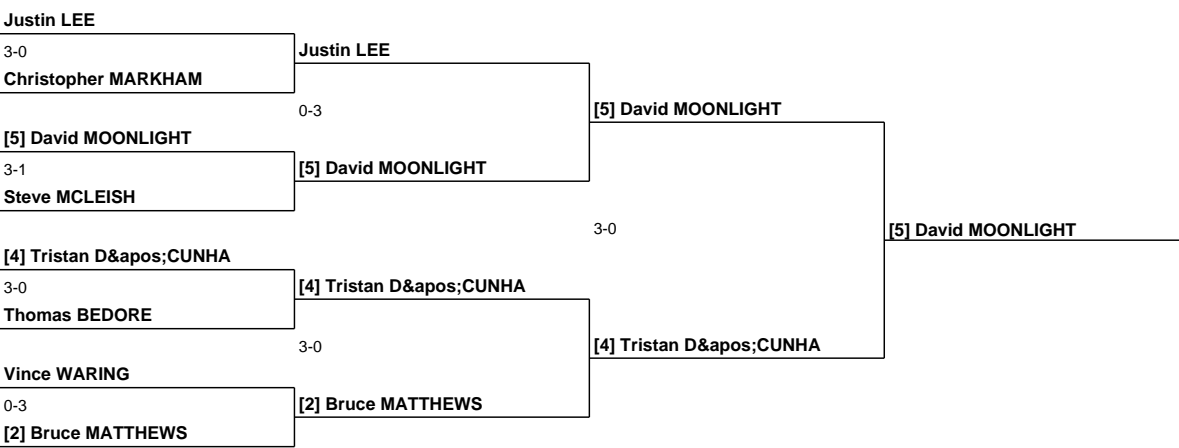 Justin LEE
3-0
Justin LEE
Christopher MARKHAM
0-3
[5] David MOONLIGHT
[5] David MOONLIGHT
3-1
[5] David MOONLIGHT
Steve MCLEISH
3-0
[5] David MOONLIGHT
[4] Tristan D&apos;CUNHA
3-0
[4] Tristan D&apos;CUNHA
Thomas BEDORE
3-0
[4] Tristan D&apos;CUNHA
Vince WARING
0-3
[2] Bruce MATTHEWS
[2] Bruce MATTHEWS